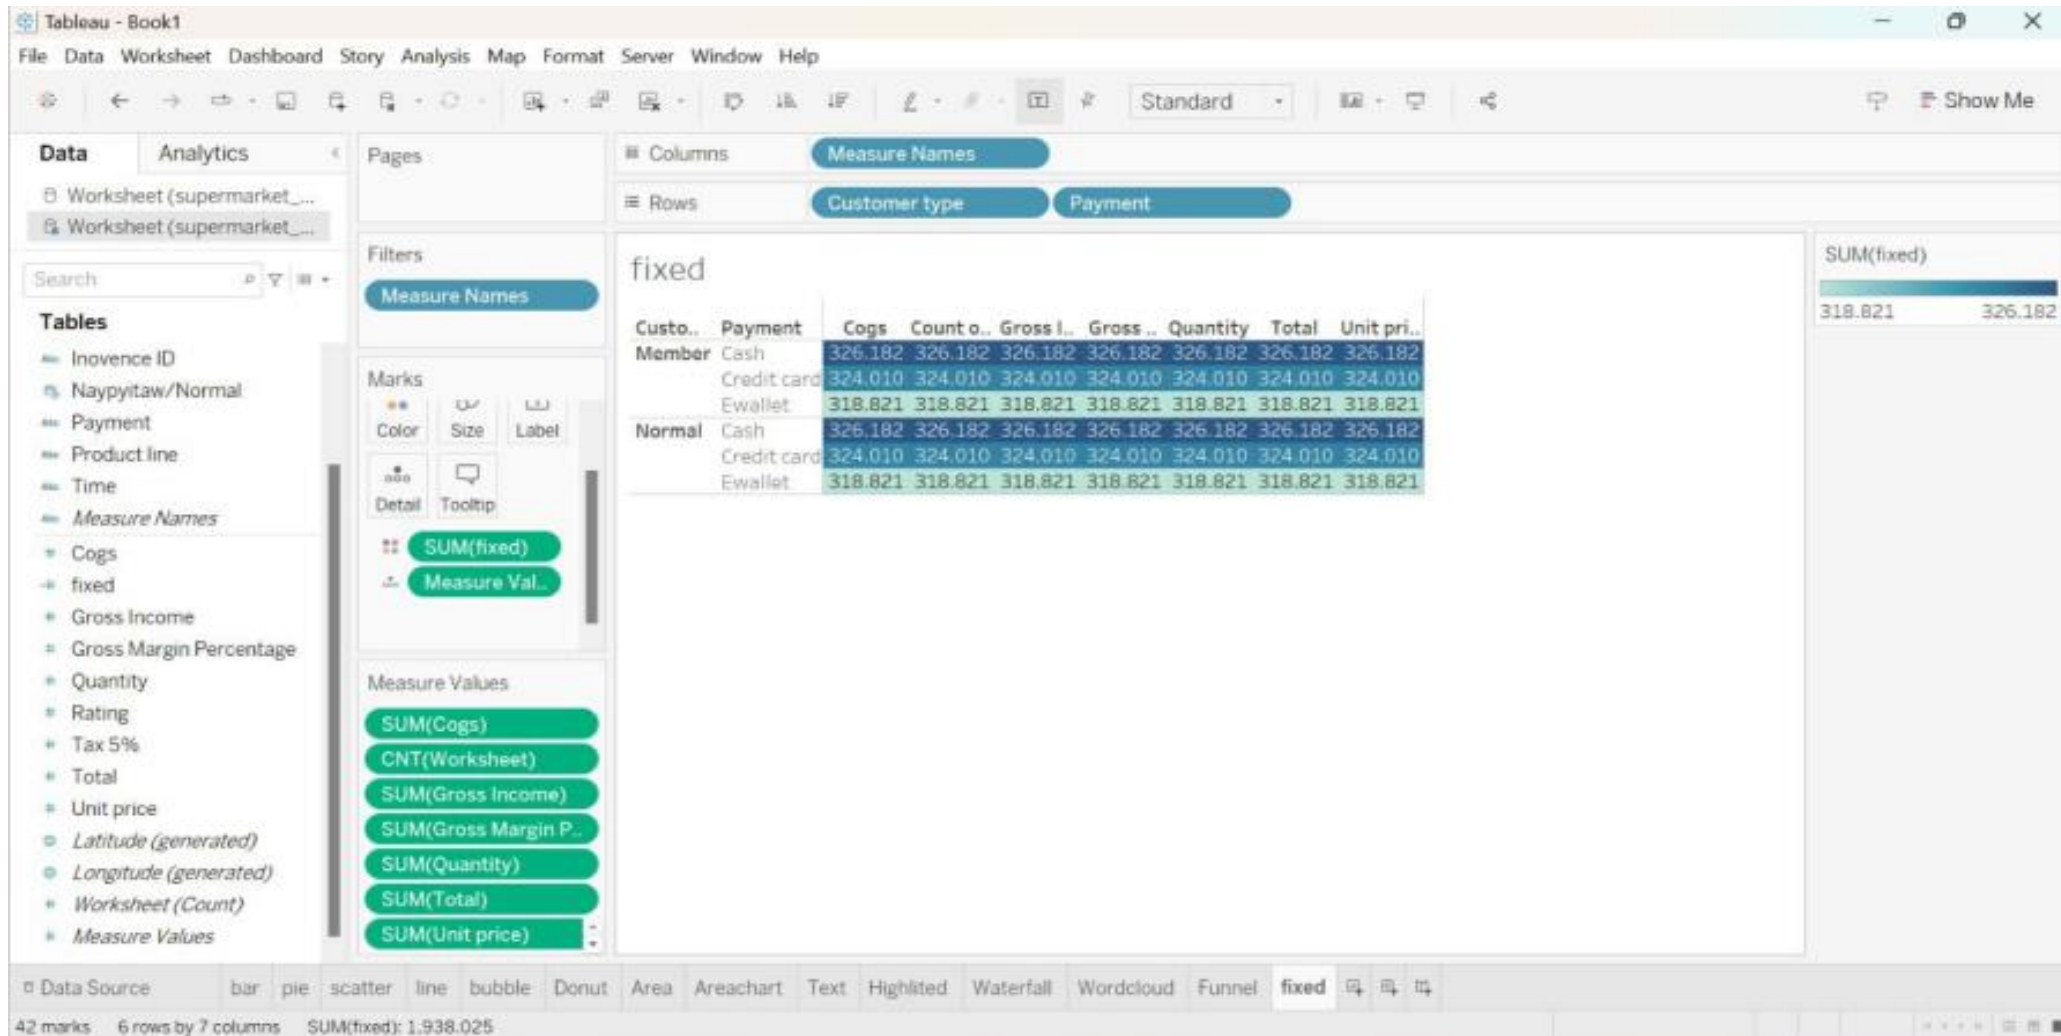 Tableau - Book1
File Data Worksheet Dashboard Story Analysis Map Format Server Window Help
Standard
Show Me
Data Analytics
Worksheet (supermarket_...
Worksheet (supermarket_...
Search
Tables
Inovence ID
Naypyitaw/Normal
Payment
Product line
Time
Measure Names
Cogs
fixed
Gross Income
Gross Margin Percentage
Quantity
Rating
Tax 5%
Total
Unit price
Latitude (generated)
Longitude (generated)
Worksheet (Count)
Measure Values
Pages
Filters
Measure Names
Marks
Color Size Label
Detail Tooltip
SUM(fixed)
Measure Val..
Measure Values
SUM(Cogs)
CNT(Worksheet)
SUM(Gross Income)
SUM(Gross Margin P..
SUM(Quantity)
SUM(Total)
SUM(Unit price)
Columns Measure Names
Rows Customer type Payment
fixed
Custo.. Payment Cogs Count o.. Gross I.. Gross .. Quantity Total Unit pri..
Member Cash 326.182 326.182 326.182 326.182 326.182 326.182 326.182
Credit card 324.010 324.010 324.010 324.010 324.010 324.010 324.010
Ewallet 318.821 318.821 318.821 318.821 318.821 318.821 318.821
Normal Cash 326.182 326.182 326.182 326.182 326.182 326.182 326.182
Credit card 324.010 324.010 324.010 324.010 324.010 324.010 324.010
Ewallet 318.821 318.821 318.821 318.821 318.821 318.821 318.821
SUM(fixed)
318.821 326.182
Data Source bar pie scatter line bubble Donut Area Areachart Text Highlited Waterfall Wordcloud Funnel fixed
42 marks 6 rows by 7 columns SUM(fixed): 1.938.025